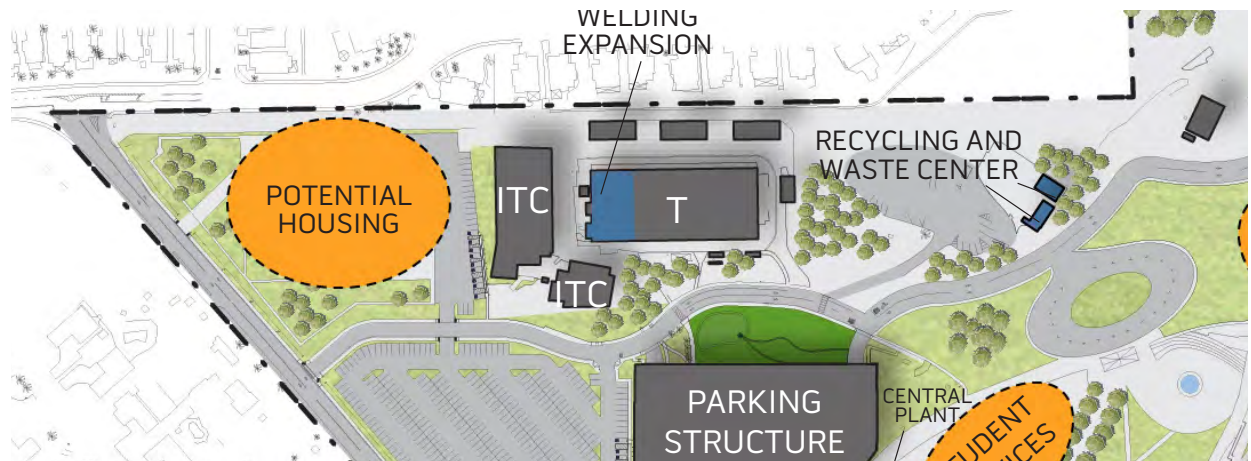 WELDING
EXPANSION
RECYCLING AND
WASTE CENTER
POTENTIAL
HOUSING
ITC
T
ITC
PARKING
STRUCTURE
CENTRAL
PLANT